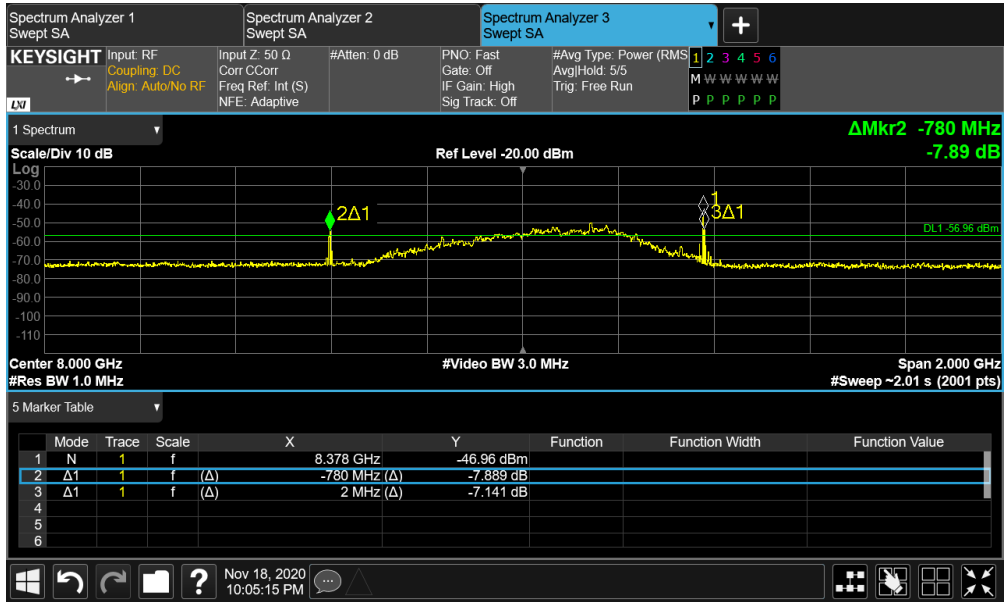 Spectrum Analyzer 1
Swept SA
Spectrum Analyzer 2
Swept SA
Spectrum Analyzer 3
Swept SA
▼
+
KEYSIGHT
LXI
Input: RF
Coupling: DC
Align: Auto/No RF
Input Z: 50 Ω
Corr CCorr
Freq Ref: Int (S)
NFE: Adaptive
#Atten: 0 dB
PNO: Fast
Gate: Off
IF Gain: High
Sig Track: Off
#Avg Type: Power (RMS
Avg|Hold: 5/5
Trig: Free Run
1 2 3 4 5 6
M W W W W W
P P P P P P
1 Spectrum ▼
ΔMkr2 -780 MHz
-7.89 dB
Scale/Div 10 dB
Ref Level -20.00 dBm
Log
-30.0
-40.0
-50.0
-60.0
-70.0
-80.0
-90.0
-100
-110
2Δ1
1
3Δ1
DL1 -56.96 dBm
Center 8.000 GHz
#Video BW 3.0 MHz
Span 2.000 GHz
#Res BW 1.0 MHz
#Sweep ~2.01 s (2001 pts)
5 Marker Table ▼
Mode Trace Scale X Y Function Function Width Function Value
1 N 1 f 8.378 GHz -46.96 dBm
2 Δ1 1 f (Δ) -780 MHz (Δ) -7.889 dB
3 Δ1 1 f (Δ) 2 MHz (Δ) -7.141 dB
4
5
6
?
Nov 18, 2020
10:05:15 PM